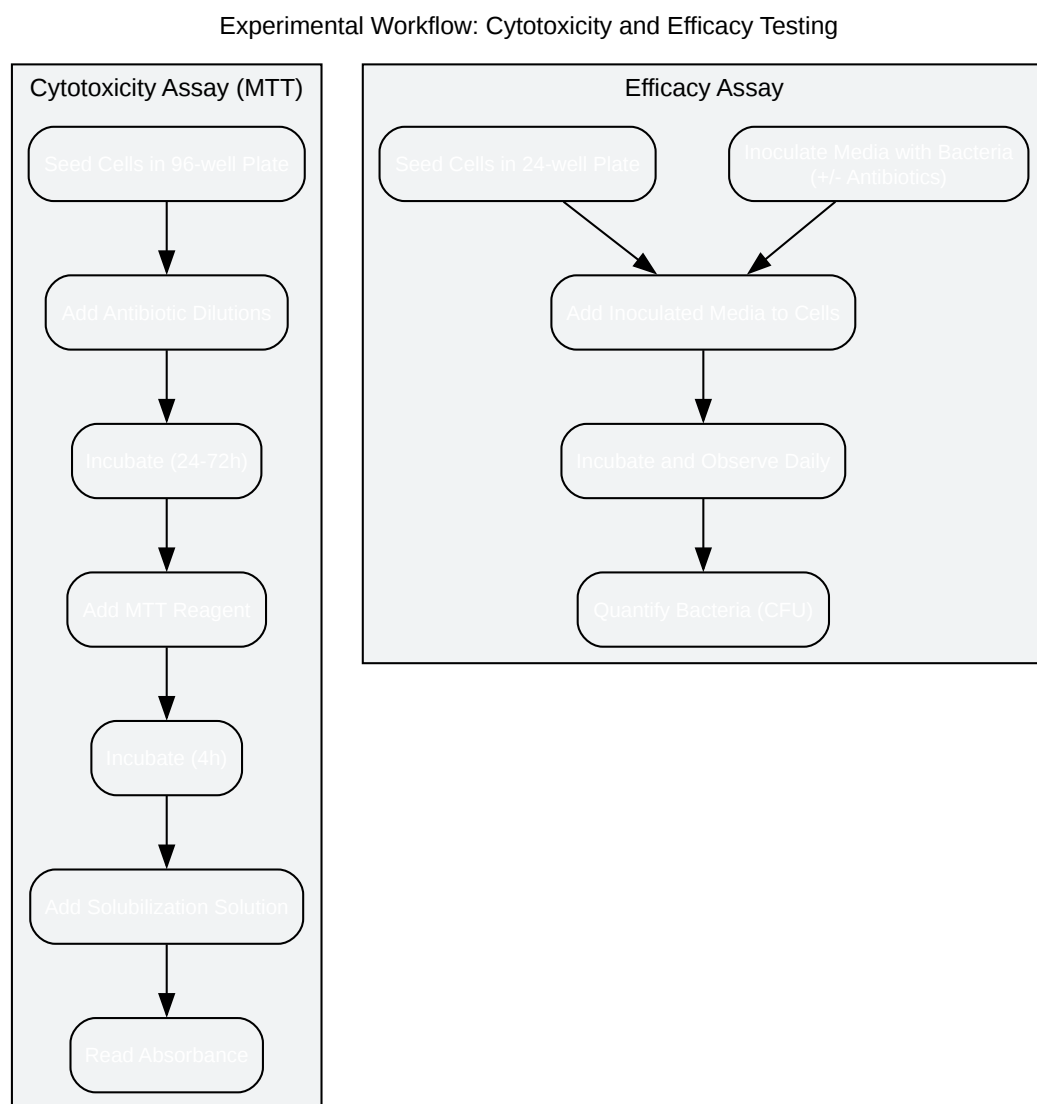 Experimental Workflow: Cytotoxicity and Efficacy Testing
Cytotoxicity Assay (MTT)
Seed Cells in 96-well Plate
Add Antibiotic Dilutions
Incubate (24-72h)
Add MTT Reagent
Incubate (4h)
Add Solubilization Solution
Read Absorbance
Efficacy Assay
Seed Cells in 24-well Plate
Inoculate Media with Bacteria
(+/- Antibiotics)
Add Inoculated Media to Cells
Incubate and Observe Daily
Quantify Bacteria (CFU)